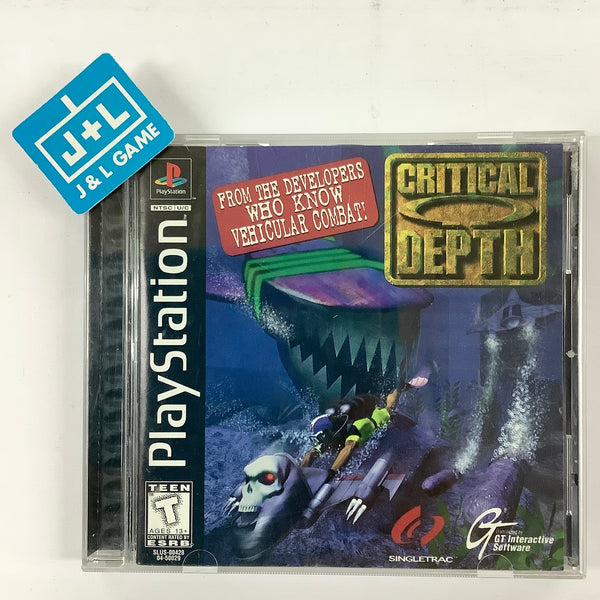 J+L
J & L GAME
PlayStation
NTSC U/C
PlayStation
FROM THE DEVELOPERS
WHO KNOW
VEHICULAR COMBAT!
CRITICAL
DEPTH
TEEN
T
AGES 13+
CONTENT RATED BY
ESRB
SLUS-00428
04-50029
SINGLETRAC
GT
GT Interactive
Software